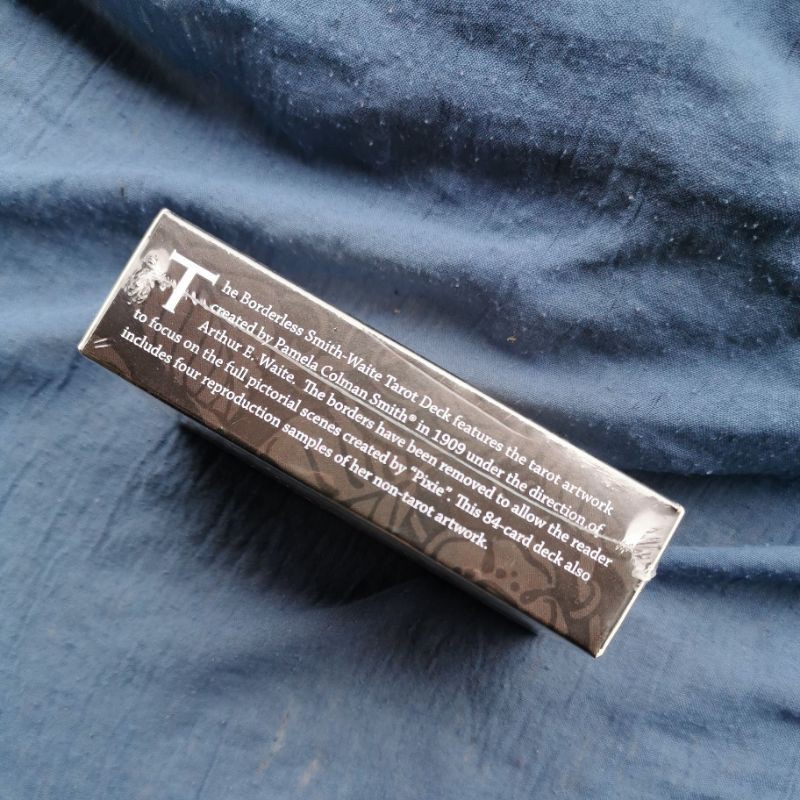 The Borderless Smith-Waite Tarot Deck features the tarot artwork
created by Pamela Colman Smith® in 1909 under the direction of
Arthur E. Waite. The borders have been removed to allow the reader
to focus on the full pictorial scenes created by "Pixie". This 84-card deck also
includes four reproduction samples of her non-tarot artwork.